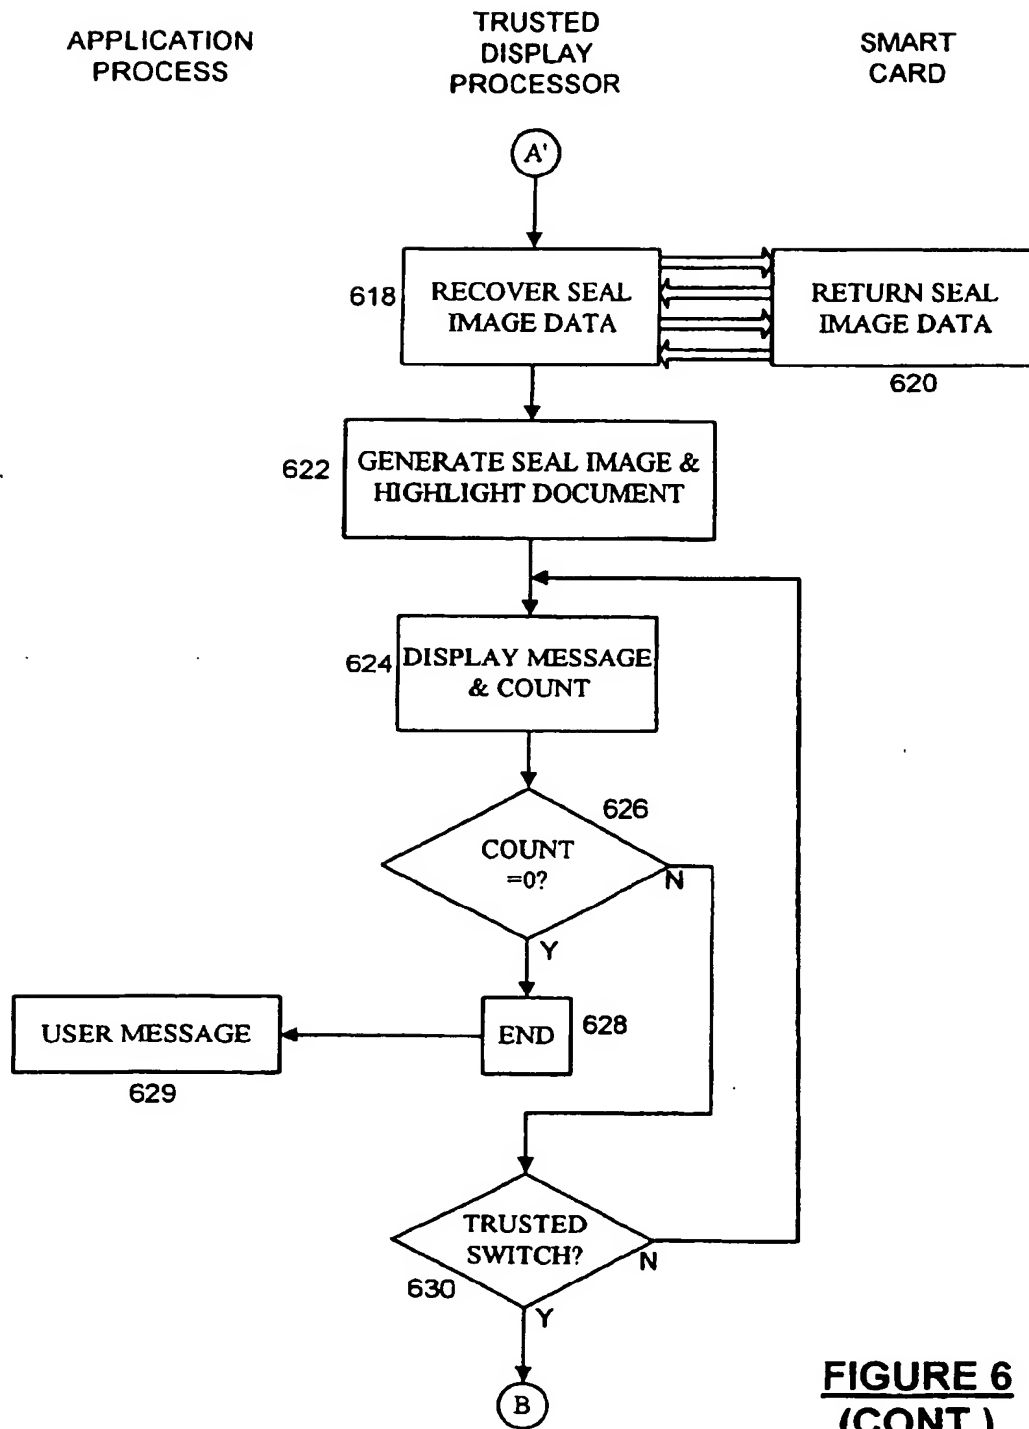 APPLICATION
PROCESS
TRUSTED
DISPLAY
PROCESSOR
SMART
CARD
A'
618
RECOVER SEAL
IMAGE DATA
RETURN SEAL
IMAGE DATA
620
622
GENERATE SEAL IMAGE &
HIGHLIGHT DOCUMENT
624
DISPLAY MESSAGE
& COUNT
626
COUNT
=0?
N
Y
USER MESSAGE
629
END
628
TRUSTED
SWITCH?
N
630
Y
B
FIGURE 6
(CONT.)